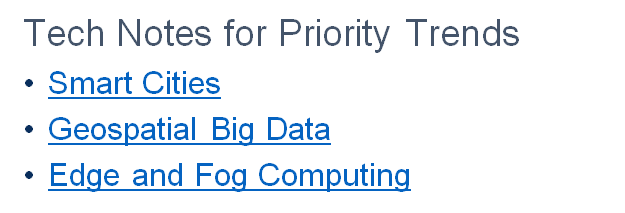 Tech Notes for Priority Trends
• Smart Cities
• Geospatial Big Data
• Edge and Fog Computing